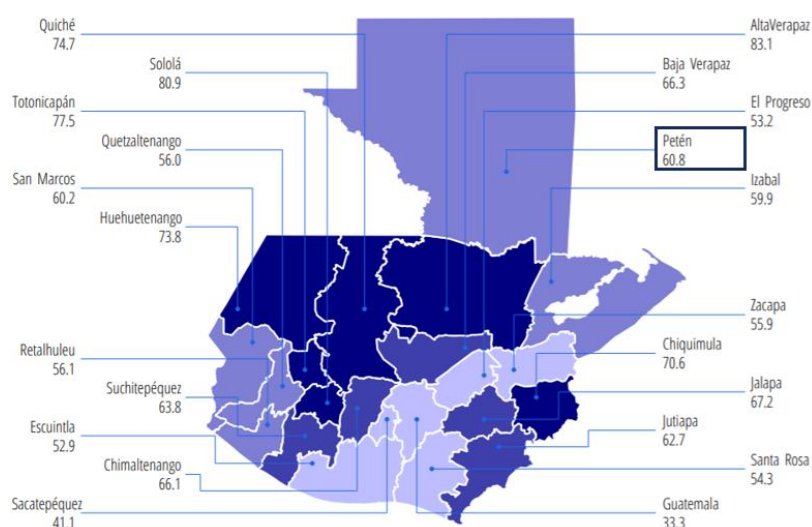 Quiché
74.7
Sololá
80.9
Totonicapán
77.5
Quetzaltenango
56.0
San Marcos
60.2
Huehuetenango
73.8
Retalhuleu
56.1
Suchitepéquez
63.8
Escuintla
52.9
Chimaltenango
66.1
Sacatepéquez
41.1
AltaVerapaz
83.1
Baja Verapaz
66.3
El Progreso
53.2
Petén
60.8
Izabal
59.9
Zacapa
55.9
Chiquimula
70.6
Jalapa
67.2
Jutiapa
62.7
Santa Rosa
54.3
Guatemala
33.3